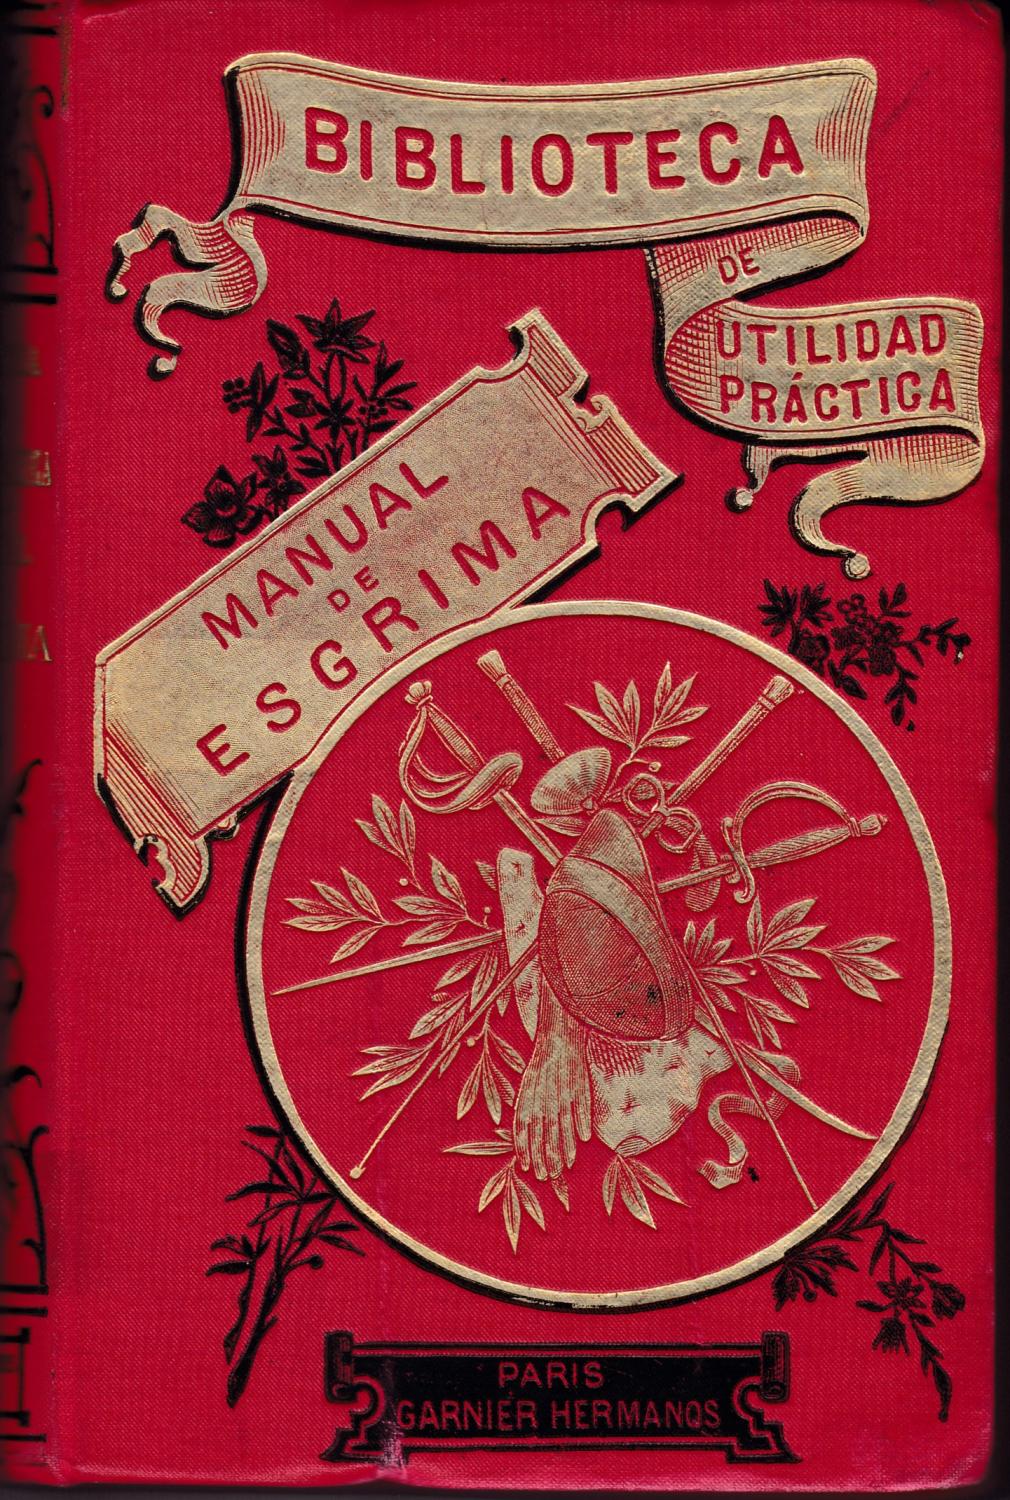 BIBLIOTECA
DE
UTILIDAD
PRÁCTICA
MANUAL
DE
ESGRIMA
PARIS
GARNIER HERMANOS